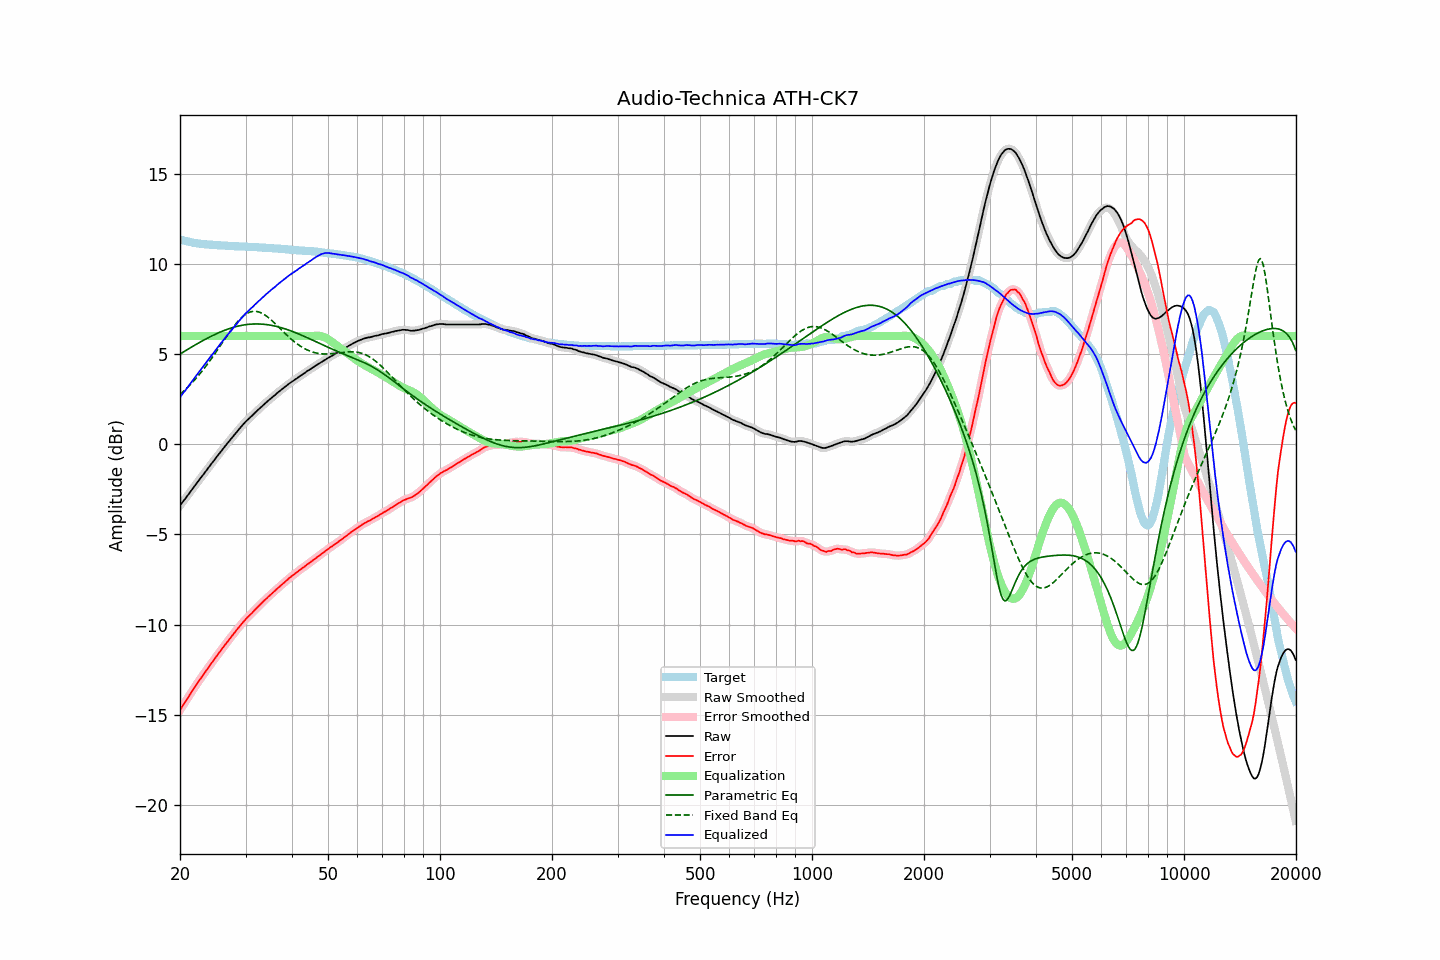 Audio-Technica ATH-CK7
Amplitude (dBr)
15
10
5
0
−5
−10
−15
−20
Target
Raw Smoothed
Error Smoothed
Raw
Error
Equalization
Parametric Eq
Fixed Band Eq
Equalized
20 50 100 200 500 1000 2000 5000 10000 20000
Frequency (Hz)